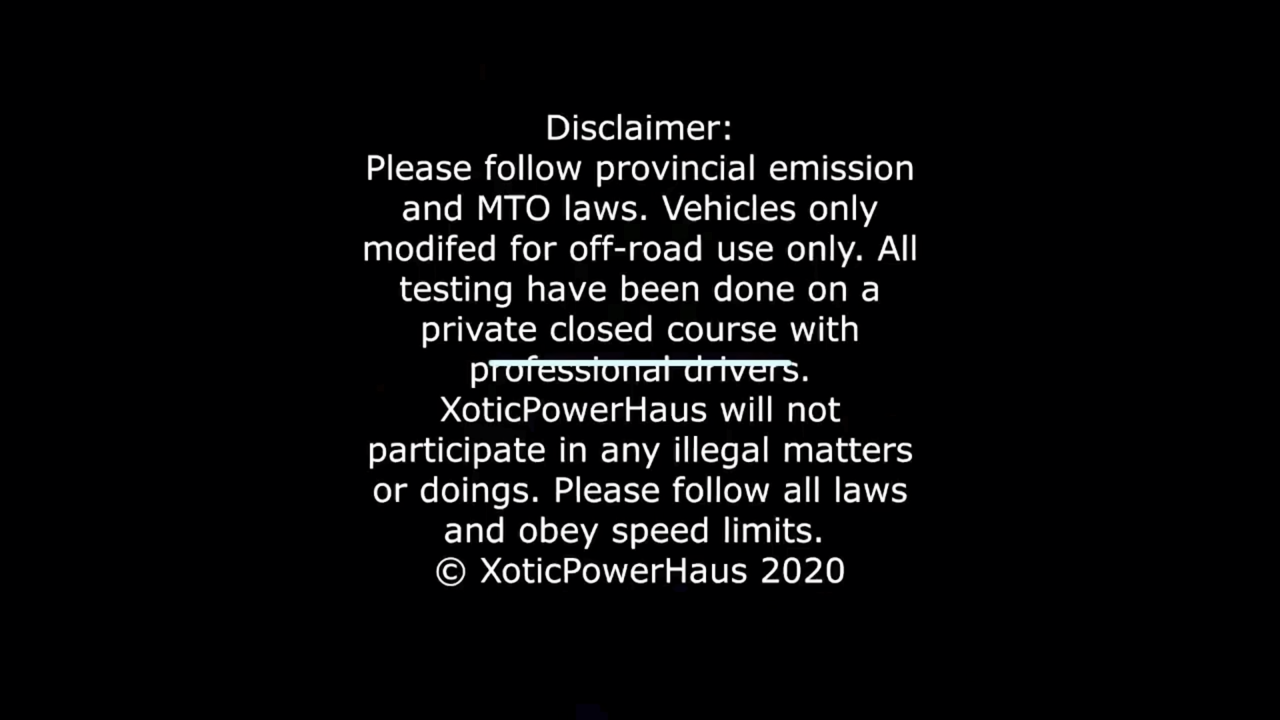 Disclaimer:
Please follow provincial emission
and MTO laws. Vehicles only
modifed for off-road use only. All
testing have been done on a
private closed course with
professional drivers.
XoticPowerHaus will not
participate in any illegal matters
or doings. Please follow all laws
and obey speed limits.
© XoticPowerHaus 2020